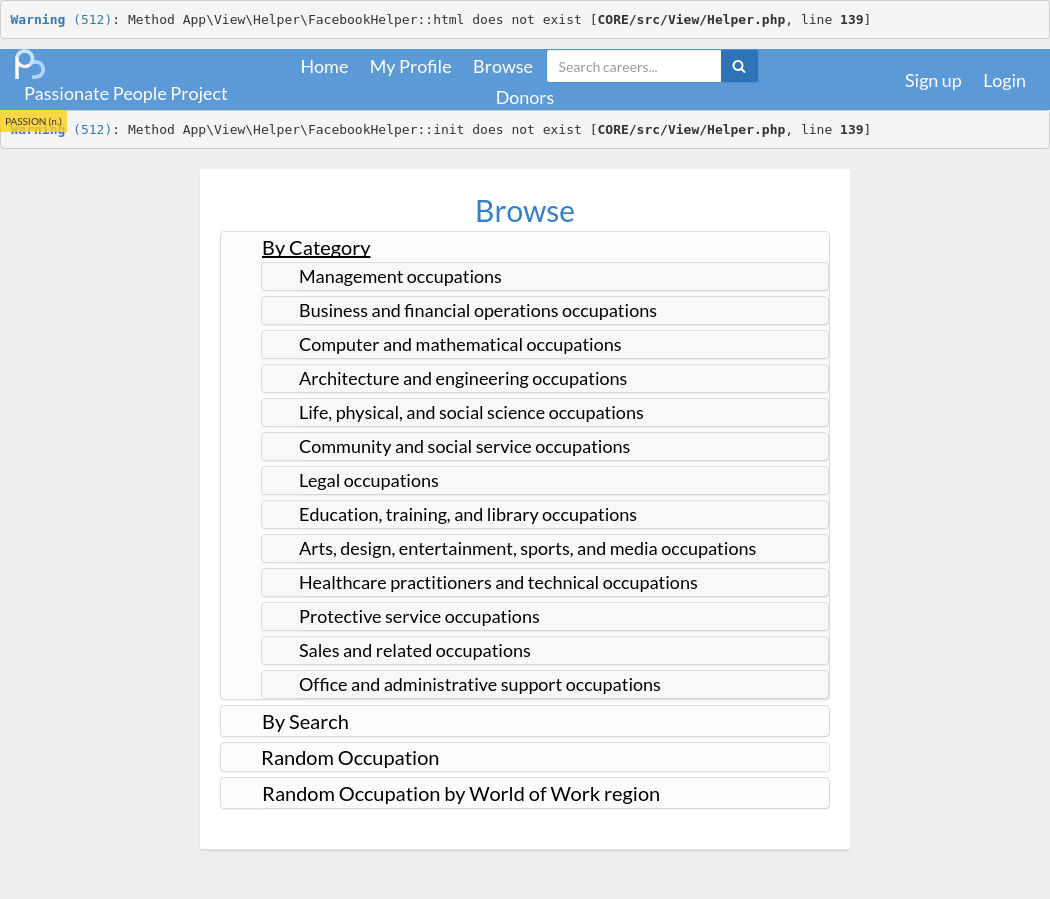 Warning (512): Method App\View\Helper\FacebookHelper::html does not exist [CORE/src/View/Helper.php, line 139]
Home My Profile Browse Search careers...
Passionate People Project
Donors
Sign up Login
PASSION (n.)
Warning (512): Method App\View\Helper\FacebookHelper::init does not exist [CORE/src/View/Helper.php, line 139]
Browse
By Category
Management occupations
Business and financial operations occupations
Computer and mathematical occupations
Architecture and engineering occupations
Life, physical, and social science occupations
Community and social service occupations
Legal occupations
Education, training, and library occupations
Arts, design, entertainment, sports, and media occupations
Healthcare practitioners and technical occupations
Protective service occupations
Sales and related occupations
Office and administrative support occupations
By Search
Random Occupation
Random Occupation by World of Work region